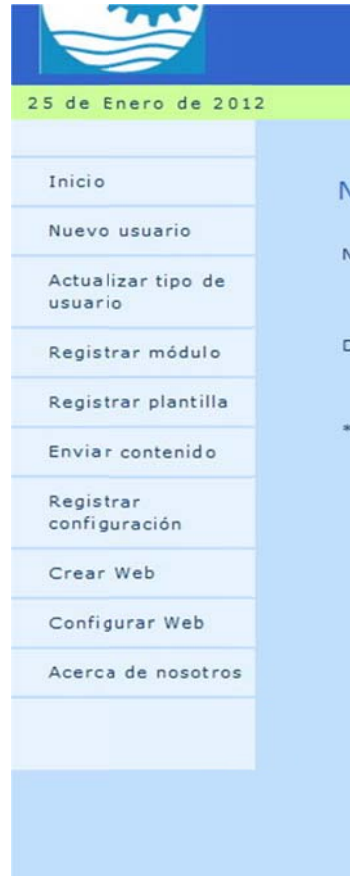 25 de Enero de 2012
Inicio
Nuevo usuario
Actualizar tipo de
usuario
Registrar módulo
Registrar plantilla
Enviar contenido
Registrar
configuración
Crear Web
Configurar Web
Acerca de nosotros
N
N
D
*